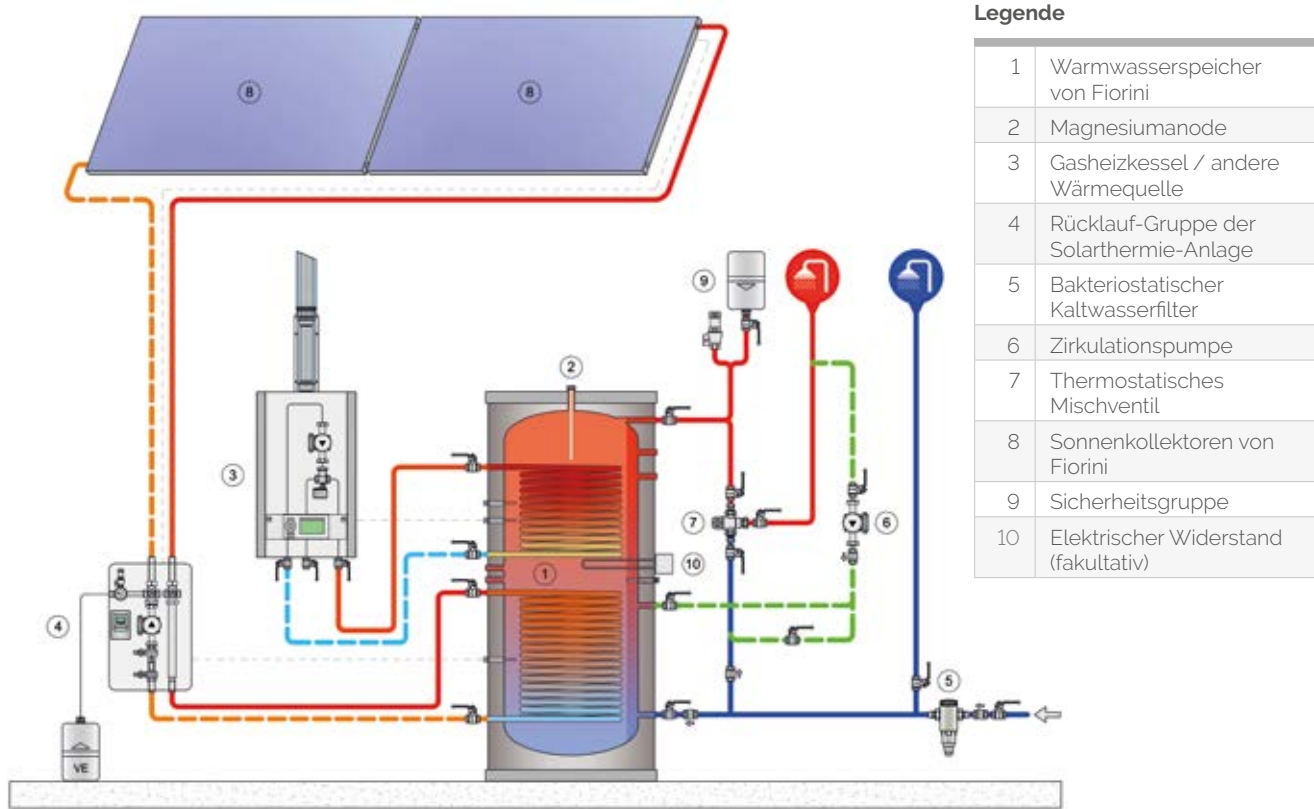 8
8
9
2
3
7
6
10
1
4
5
VE
Legende
1 Warmwasserspeicher
von Fiorini
2 Magnesiumanode
3 Gasheizkessel / andere
Wärmequelle
4 Rücklauf-Gruppe der
Solarthermie-Anlage
5 Bakteriostatischer
Kaltwasserfilter
6 Zirkulationspumpe
7 Thermostatisches
Mischventil
8 Sonnenkollektoren von
Fiorini
9 Sicherheitsgruppe
10 Elektrischer Widerstand
(fakultativ)